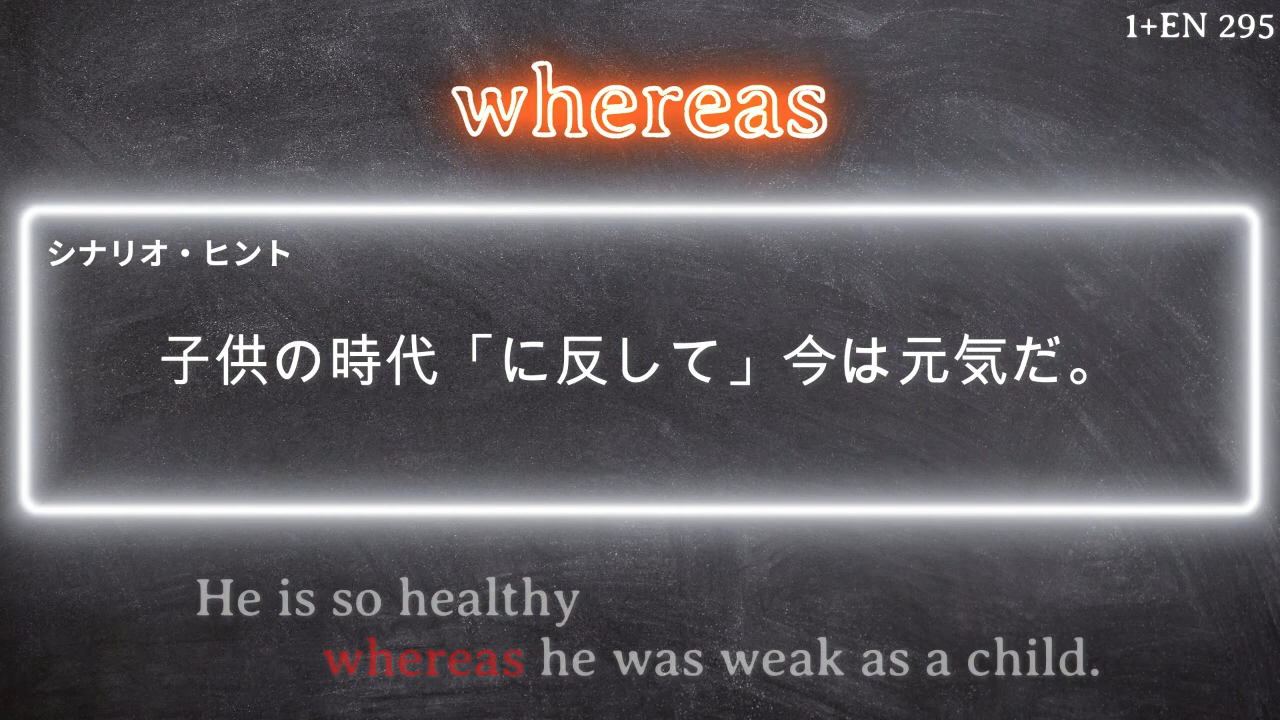 1+EN 295
whereas
シナリオ・ヒント
子供の時代「に反して」今は元気だ。
He is so healthy
whereas he was weak as a child.